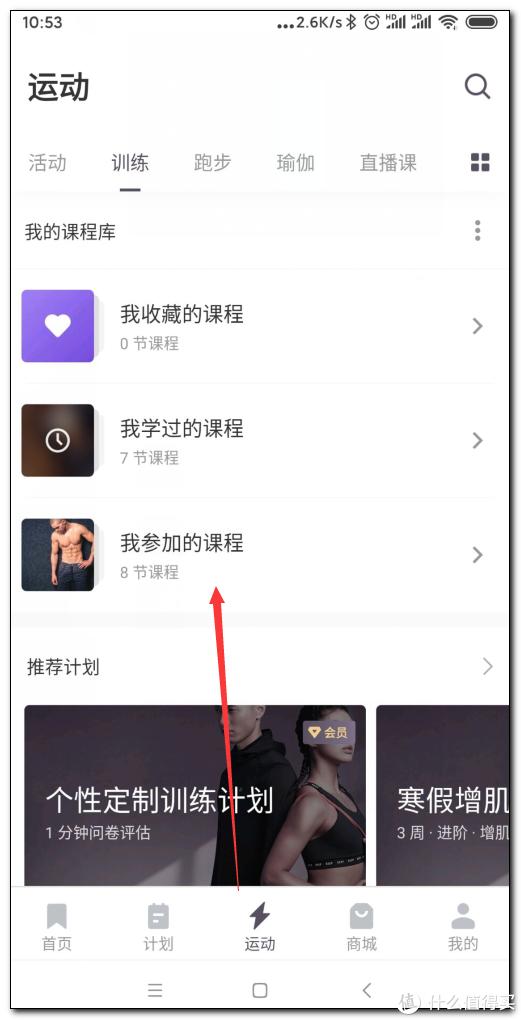 10:53
...2.6K/s
HD HD
运动
活动 训练 跑步 瑜伽 直播课
我的课程库
我收藏的课程
0 节课程
我学过的课程
7 节课程
我参加的课程
8 节课程
推荐计划
会员
个性定制训练计划
1 分钟问卷评估
寒假增肌
3 周 · 进阶 · 增肌
首页 计划 运动 商城 我的
值 什么值得买